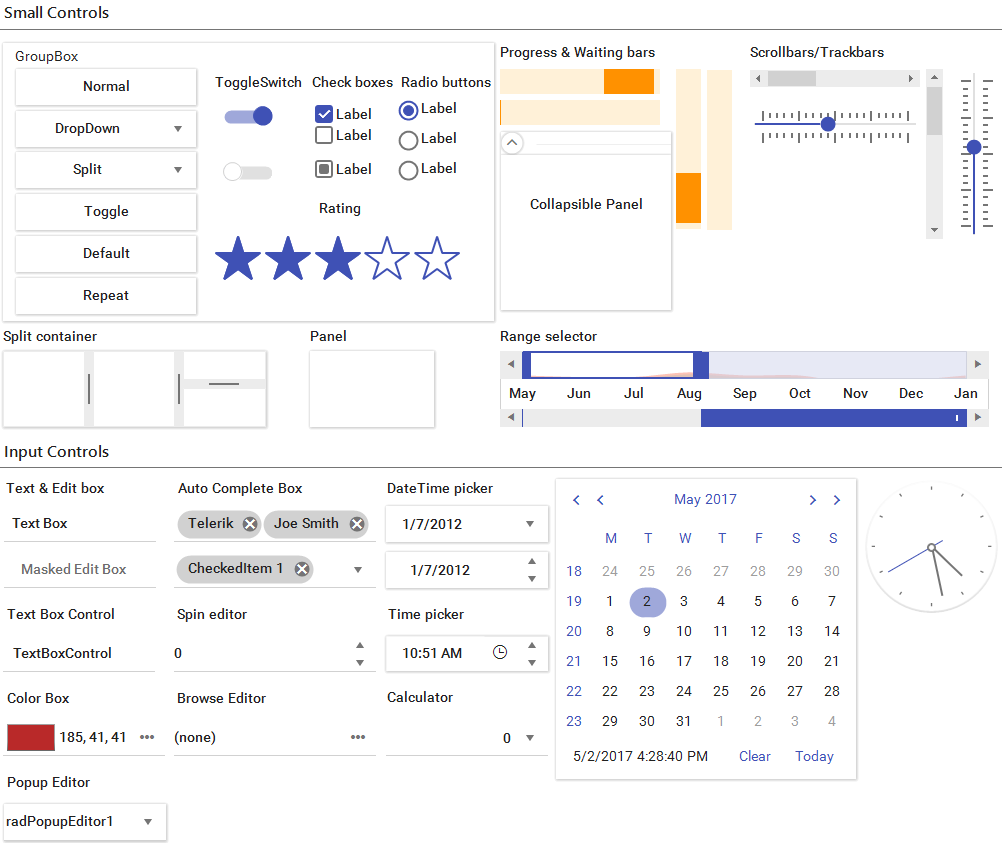 Small Controls
GroupBox
Normal
DropDown
Split
Toggle
Default
Repeat
ToggleSwitch
Check boxes
Label
Label
Label
Radio buttons
Label
Label
Label
Rating
Progress & Waiting bars
Collapsible Panel
Scrollbars/Trackbars
Split container
Panel
Range selector
May Jun Jul Aug Sep Oct Nov Dec Jan
Input Controls
Text & Edit box
Text Box
Masked Edit Box
Text Box Control
TextBoxControl
Color Box
185, 41, 41
Popup Editor
radPopupEditor1
Auto Complete Box
Telerik Joe Smith
CheckedItem 1
Spin editor
0
Browse Editor
(none)
DateTime picker
1/7/2012
1/7/2012
Time picker
10:51 AM
Calculator
0
May 2017
M T W T F S S
18 24 25 26 27 28 29 30
19 1 2 3 4 5 6 7
20 8 9 10 11 12 13 14
21 15 16 17 18 19 20 21
22 22 23 24 25 26 27 28
23 29 30 31 1 2 3 4
5/2/2017 4:28:40 PM Clear Today